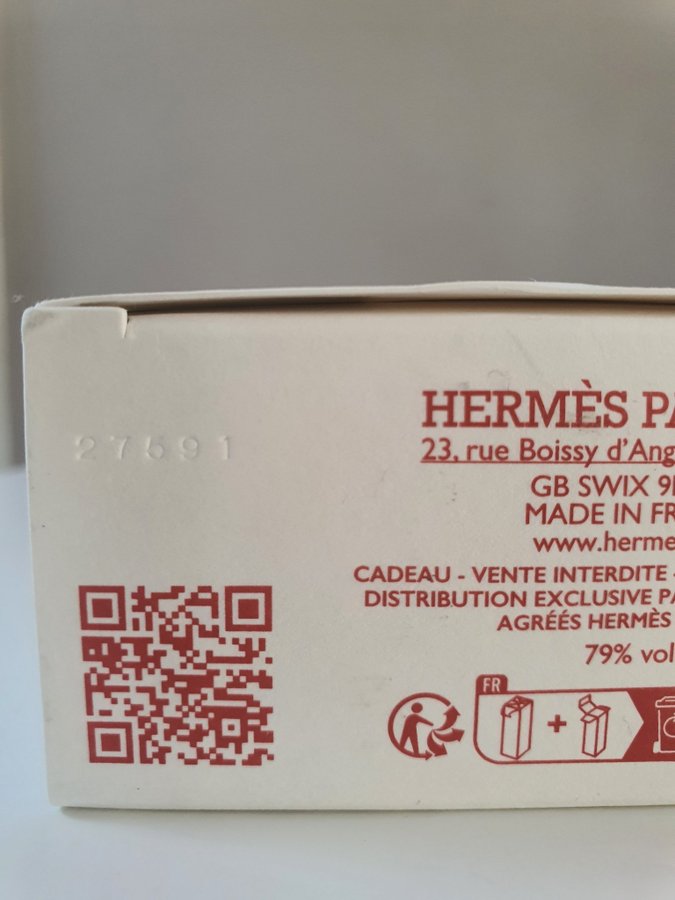 27591
HERMÈS PA
23, rue Boissy d'Ang
GB SWIX 9
MADE IN FR
www.herme
CADEAU - VENTE INTERDITE -
DISTRIBUTION EXCLUSIVE PA
AGRÉÉS HERMÈS
79% vol
FR
+